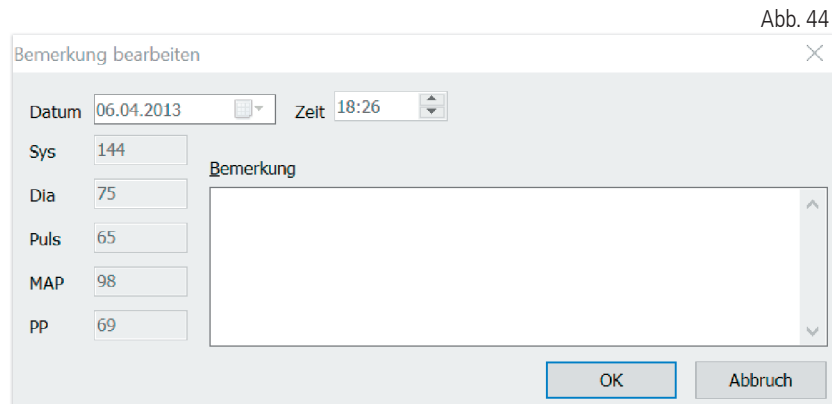 Abb. 44
Bemerkung bearbeiten
Datum 06.04.2013 Zeit 18:26
Sys 144
Bemerkung
Dia 75
Puls 65
MAP 98
PP 69
OK Abbruch